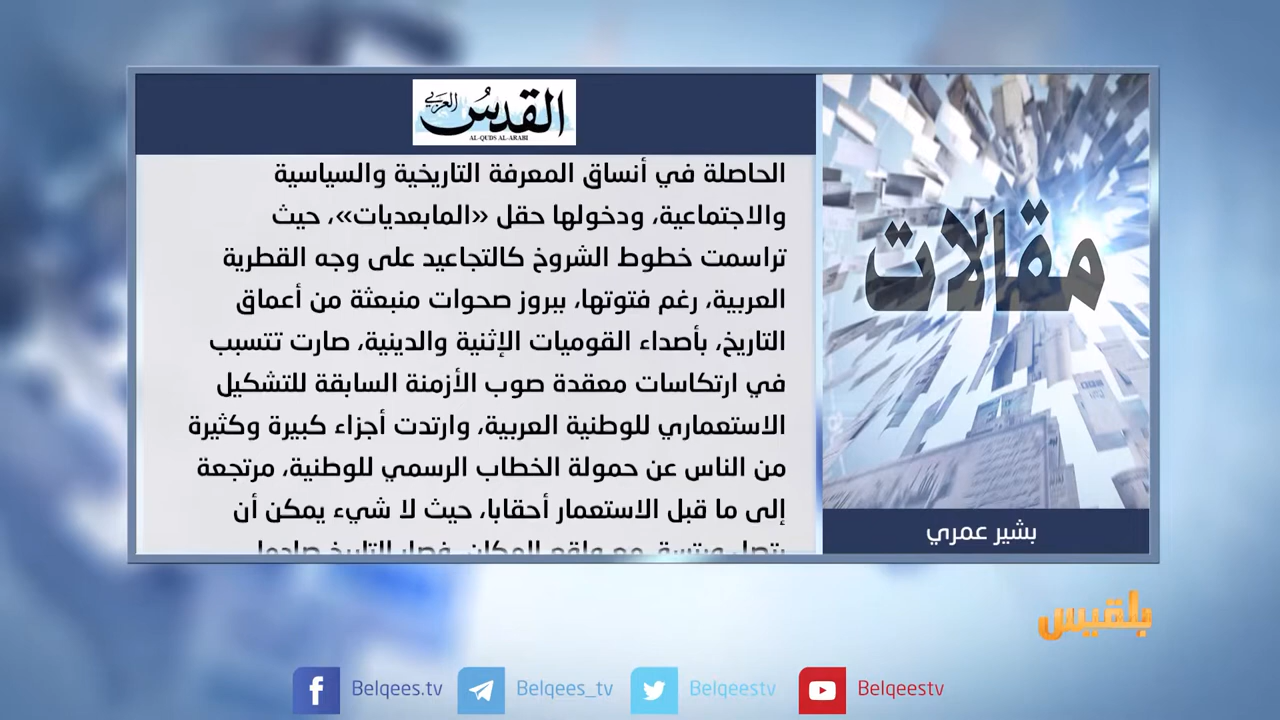 القدس العربي
AL-QUDS AL-ARABI
الحاصلة في أنساق المعرفة التاريخية والسياسية
والاجتماعية، ودخولها حقل «المابعديات»، حيث
تراسمت خطوط الشروخ كالتجاعيد على وجه القطرية
العربية، رغم فتوتها، ببروز صحوات منبعثة من أعماق
التاريخ، بأصداء القوميات الإثنية والدينية، صارت تتسبب
في ارتكاسات معقدة صوب الأزمنة السابقة للتشكيل
الاستعماري للوطنية العربية، وارتدت أجزاء كبيرة وكثيرة
من الناس عن حمولة الخطاب الرسمي للوطنية، مرتجعة
إلى ما قبل الاستعمار أحقابا، حيث لا شيء يمكن أن
مقالات
بشير عمري
بلقيس
Belqees.tv
Belqees_tv
Belqeestv
Belqeestv